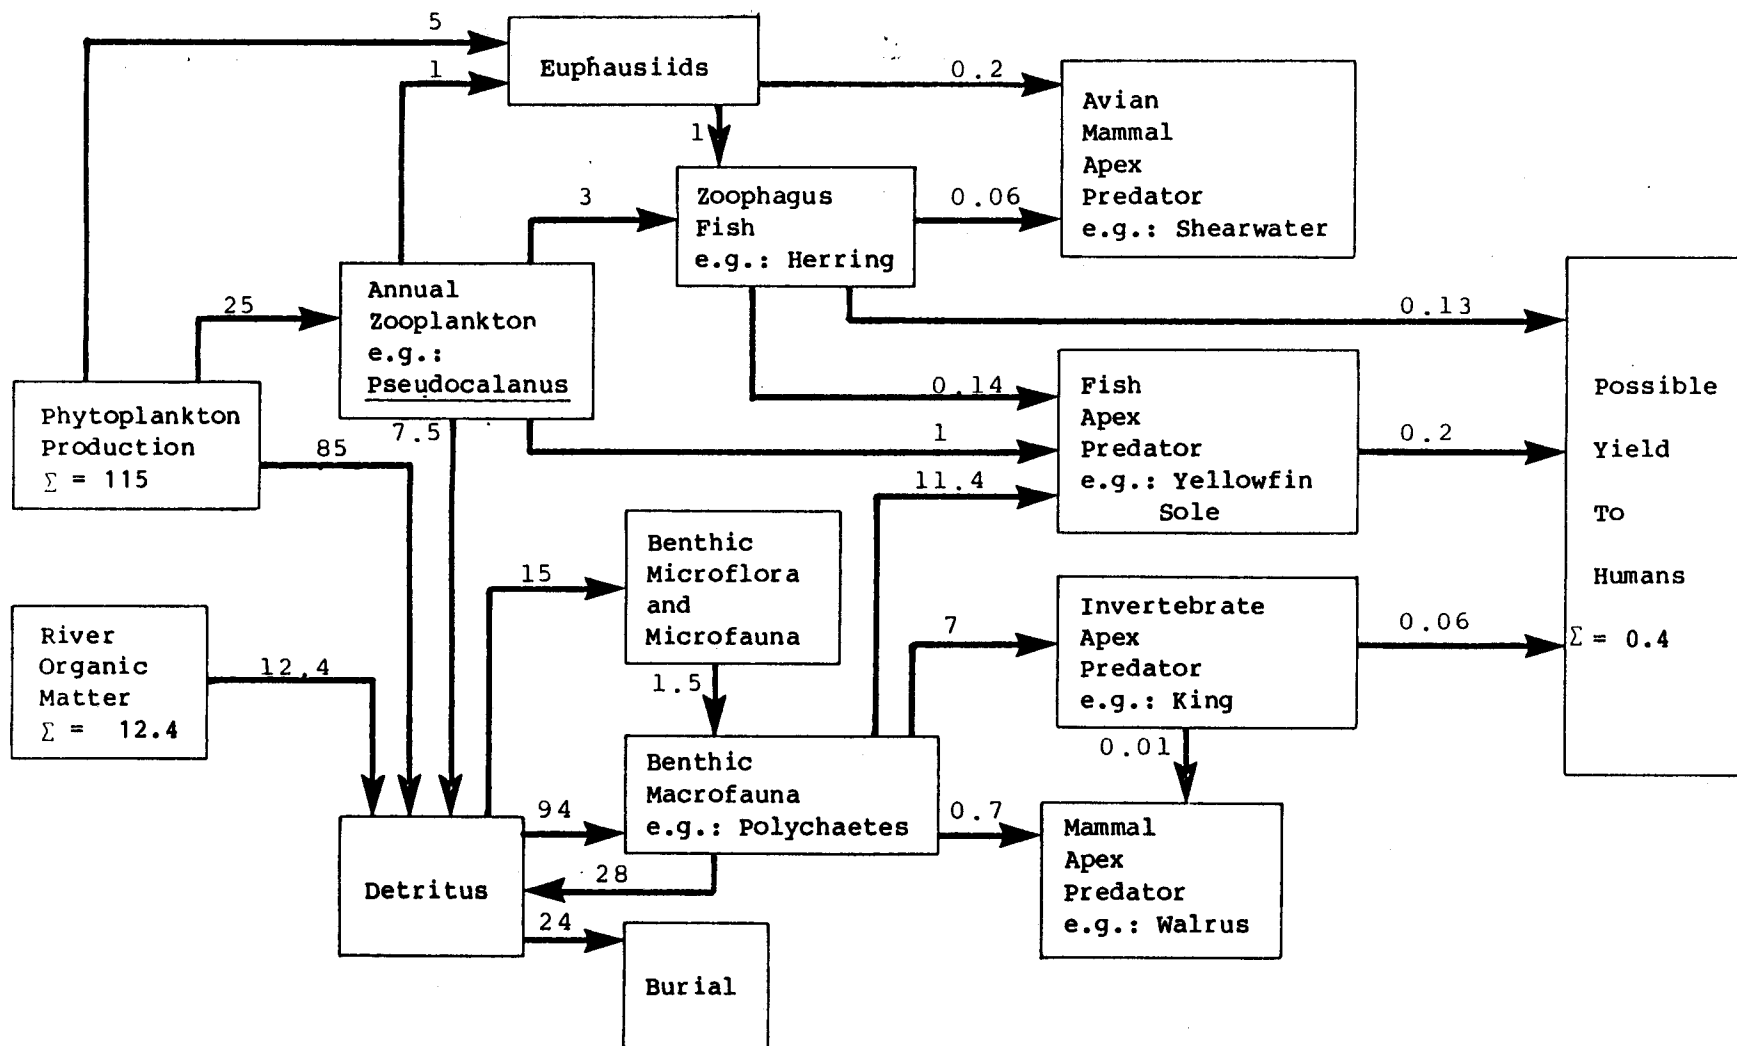 5
Euphausiids
1
0.2
Avian
Mammal
Apex
Predator
e.g.: Shearwater
1
Zoophagus
Fish
e.g.: Herring
3
0.06
Annual
Zooplankton
e.g.:
Pseudocalanus
25
0.13
Phytoplankton
Production
Σ = 115
7.5
85
0.14
1
11.4
Fish
Apex
Predator
e.g.: Yellowfin
Sole
0.2
Possible
Yield
To
Humans
Σ = 0.4
Benthic
Microflora
and
Microfauna
15
7
Invertebrate
Apex
Predator
e.g.: King
0.06
River
Organic
Matter
Σ = 12.4
12.4
1.5
0.01
Benthic
Macrofauna
e.g.: Polychaetes
94
0.7
Mammal
Apex
Predator
e.g.: Walrus
Detritus
28
24
Burial